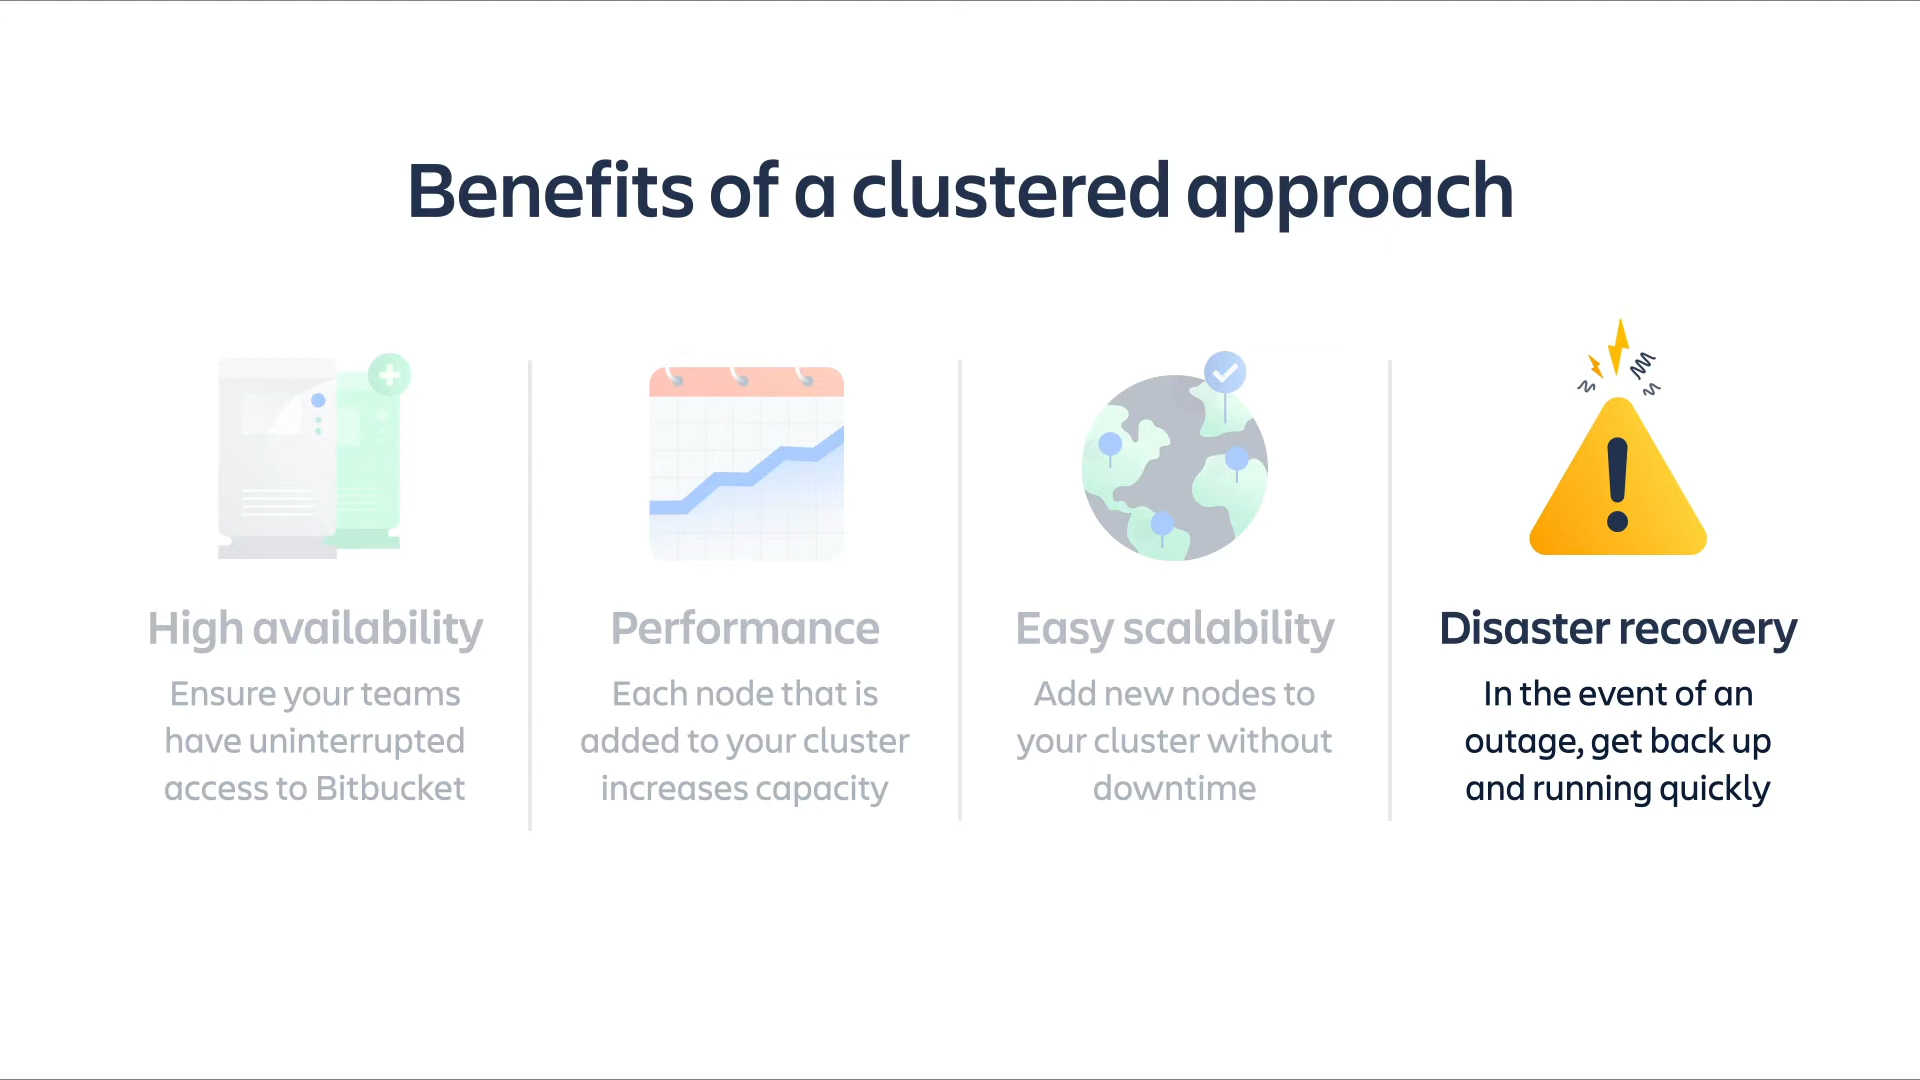 Benefits of a clustered approach
High availability
Ensure your teams
have uninterrupted
access to Bitbucket
Performance
Each node that is
added to your cluster
increases capacity
Easy scalability
Add new nodes to
your cluster without
downtime
Disaster recovery
In the event of an
outage, get back up
and running quickly